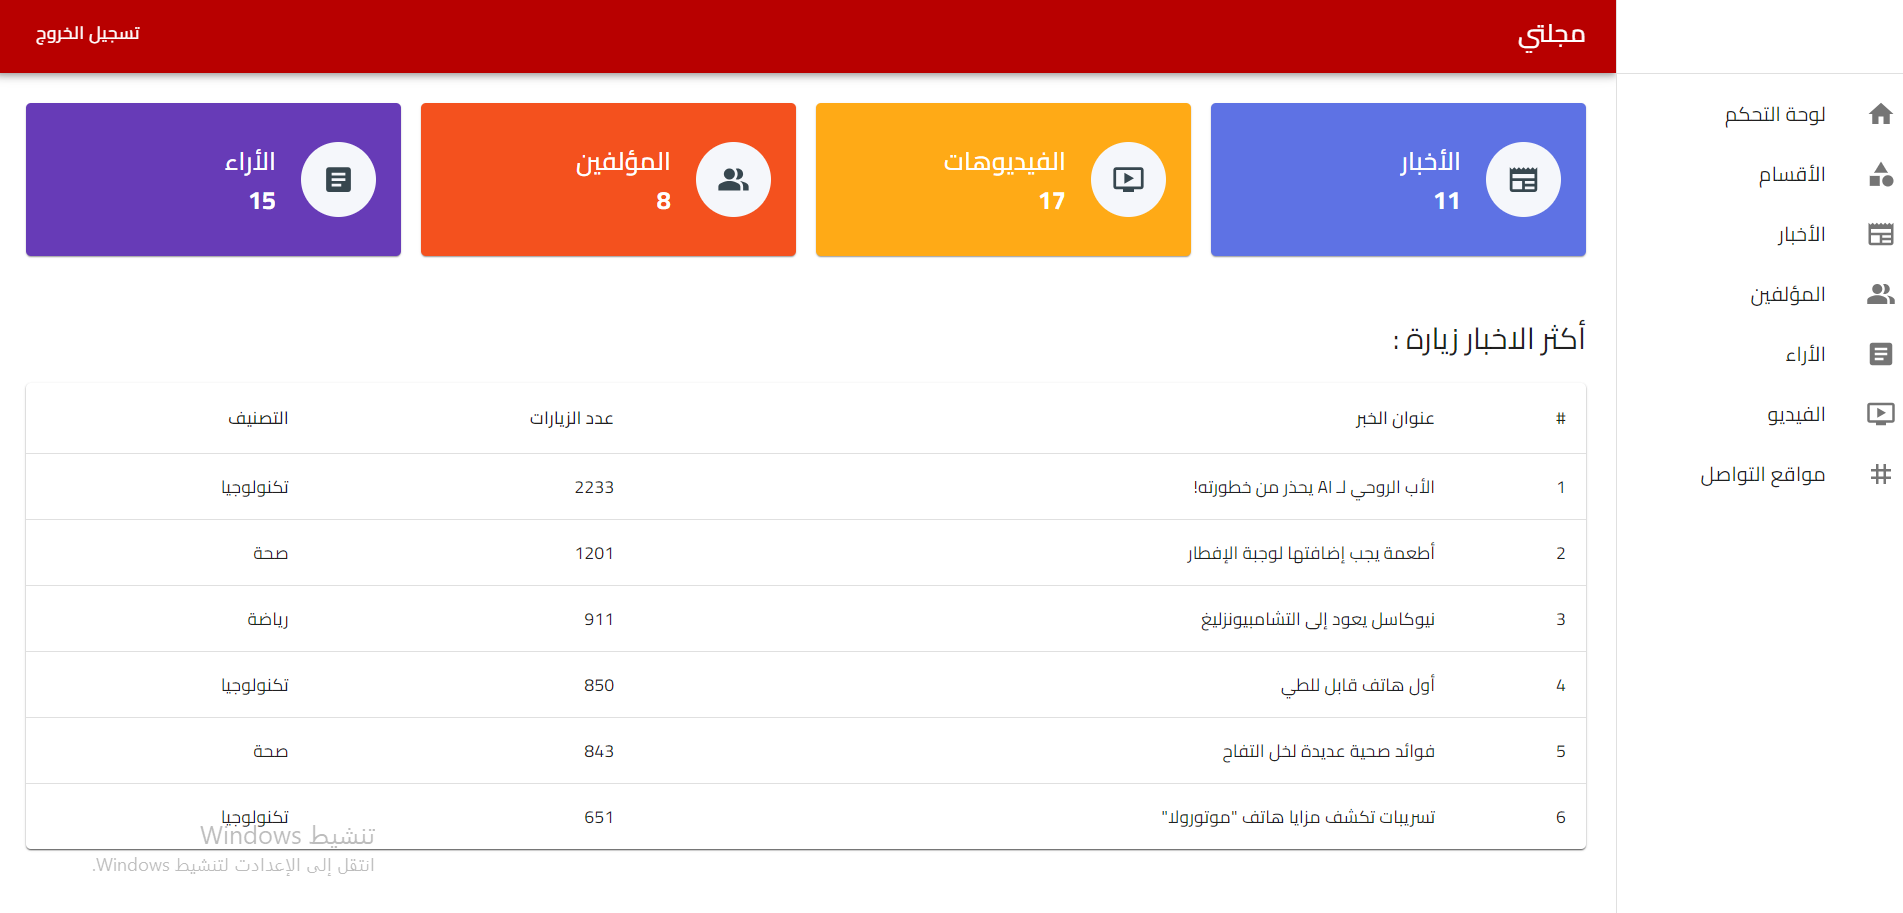 مجلتي
تسجيل الخروج
لوحة التحكم
الأقسام
الأخبار
المؤلفين
الأراء
الفيديو
مواقع التواصل
الأخبار
11
الفيديوهات
17
المؤلفين
8
الأراء
15
أكثر الاخبار زيارة :
# عنوان الخبر عدد الزيارات التصنيف
1 الأب الروحي لـ AI يحذر من خطورته! 2233 تكنولوجيا
2 أطعمة يجب إضافتها لوجبة الإفطار 1201 صحة
3 نيوكاسل يعود إلى التشامبيونزليغ 911 رياضة
4 أول هاتف قابل للطي 850 تكنولوجيا
5 فوائد صحية عديدة لخل التفاح 843 صحة
6 تسريبات تكشف مزايا هاتف "موتورولا" 651 تكنولوجيا
تنشيط Windows
انتقل إلى الإعدادت لتنشيط Windows.